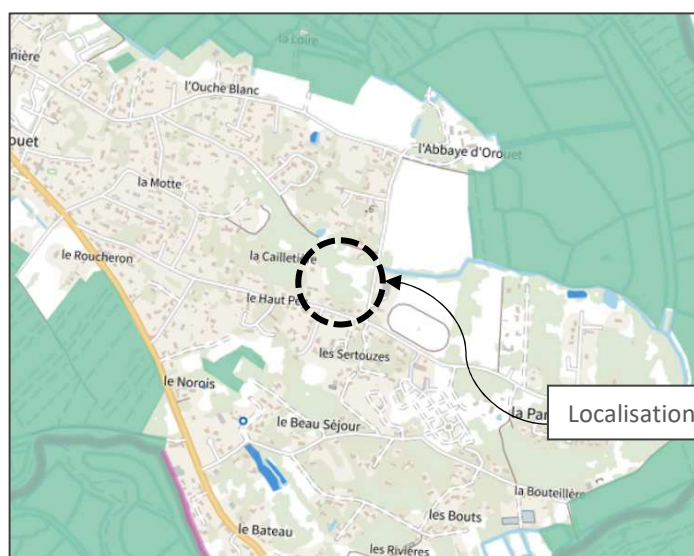 la Loire
nière
l'Ouche Blanc
ouet
l'Abbaye d'Orouet
la Motte
la Cailletière
le Roucheron
le Haut Pe
les Sertouzes
le Norois
Localisation
la Par
le Beau Séjour
la Bouteillère
les Bouts
le Bateau
les Rivières